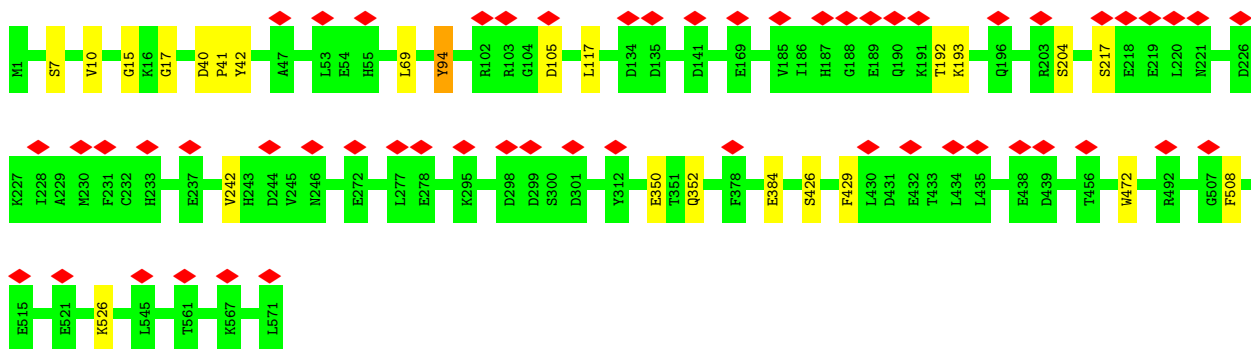 M1 S7 V10 G15 K16 G17 D40 P41 Y42 A47 L53 E54 H55 L69 Y94 R102 R103 G104 D105 L117 D134 D135 D141 E169 V185 I186 H187 G188 E189 Q190 K191 T192 K193 Q196 R203 S204 S217 E218 E219 L220 N221 D226
K227 I228 A229 M230 F231 C232 H233 E237 V242 H243 D244 V245 N246 E272 L277 E278 K295 D298 D299 S300 D301 Y312 E350 T351 Q352 F378 E384 S426 F429 L430 D431 E432 T433 L434 L435 E438 D439 T456 W472 R492 G507 F508
E515 E521 K526 L545 T561 K567 L571